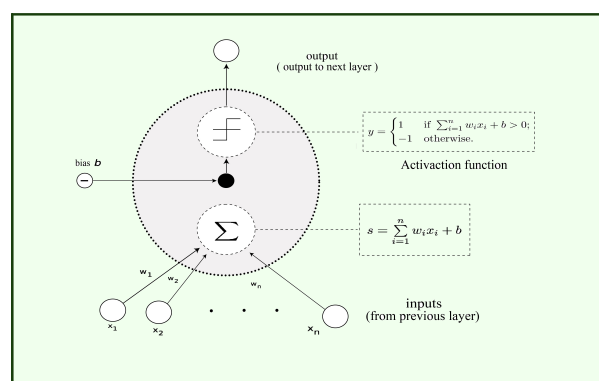 output
( output to next layer )
y = { 1 if ∑_{i=1}^{n} w_i x_i + b > 0;
−1 otherwise.
Activaction function
bias b
−
∑
s = ∑_{i=1}^{n} w_i x_i + b
w₁
w₂
wₙ
inputs
(from previous layer)
x₁
x₂
. . .
xₙ